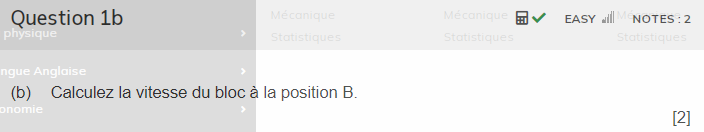 Question 1b
EASY
NOTES : 2
Mécanique Mécanique Mécanique
physique
Statistiques Statistiques Statistiques
ngue Anglaise
(b) Calculez la vitesse du bloc à la position B.
onomie
[2]